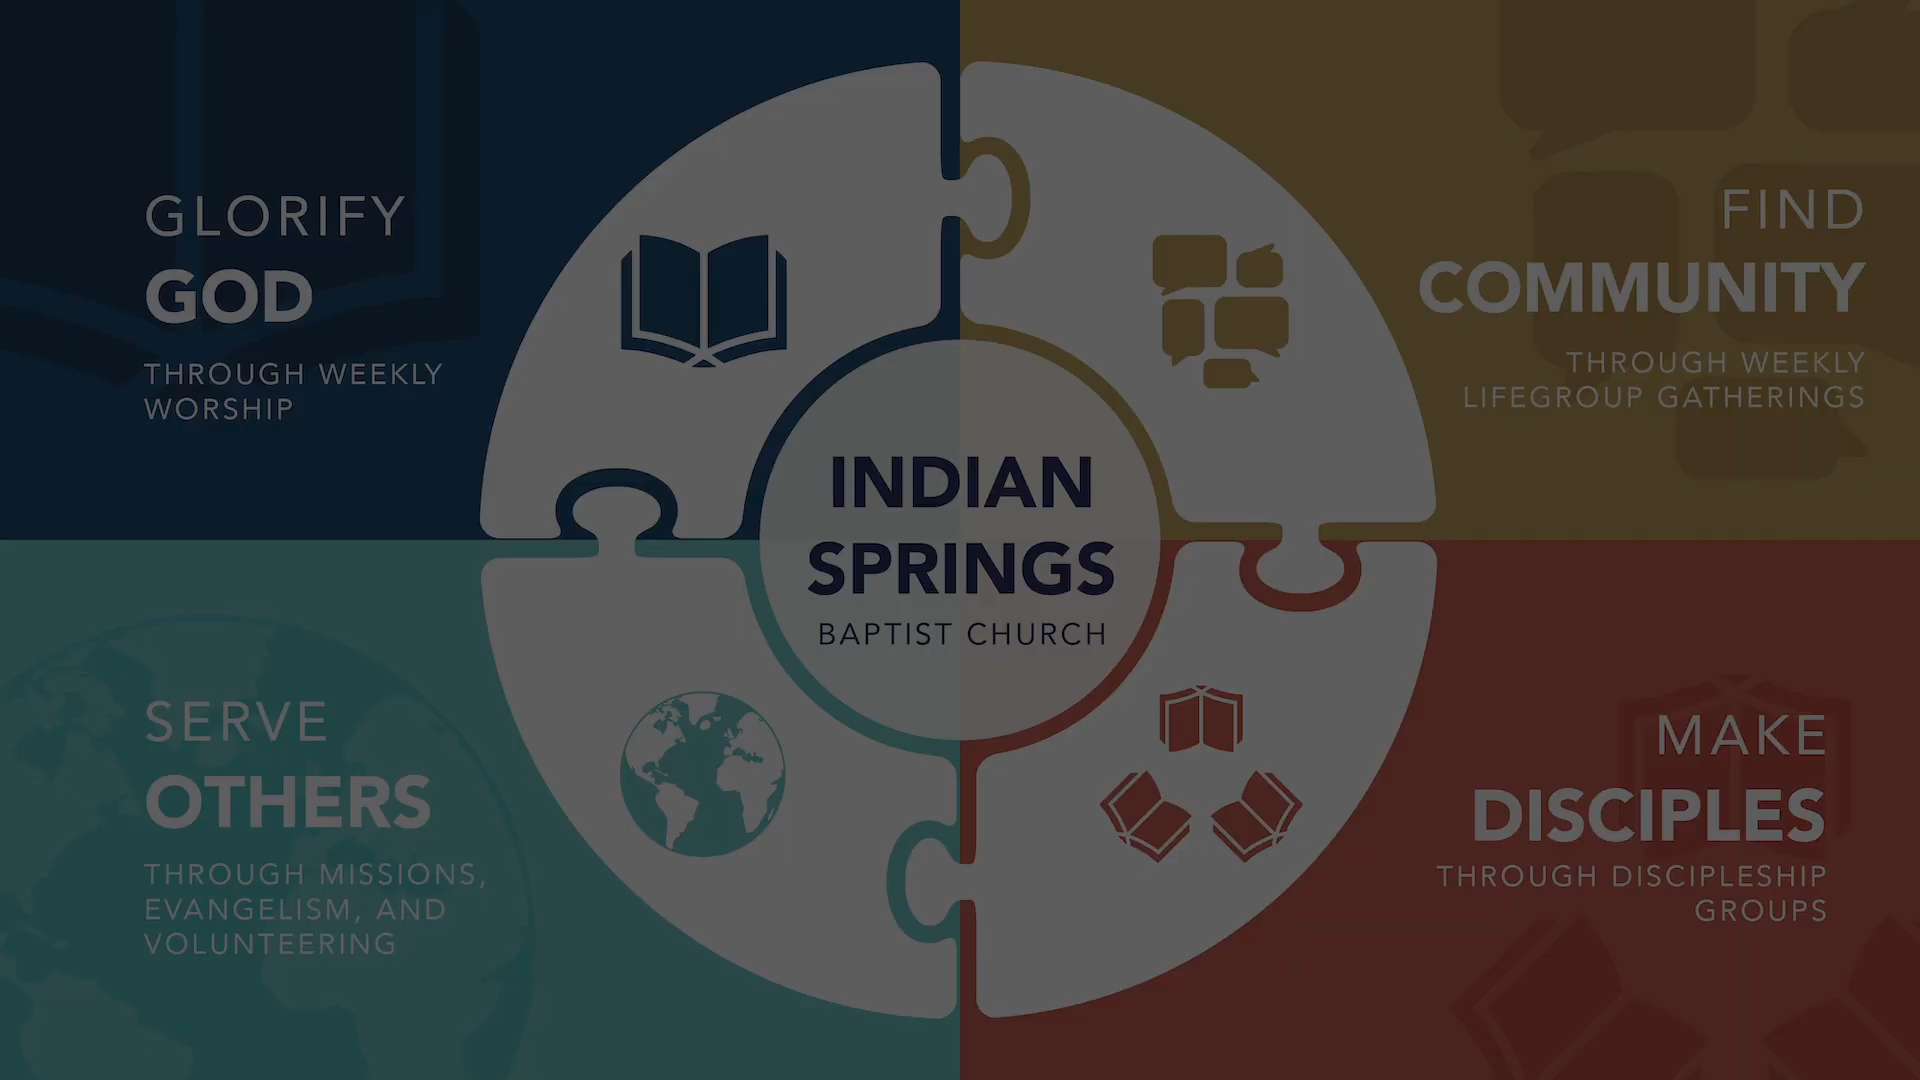 GLORIFY
GOD
THROUGH WEEKLY
WORSHIP
FIND
COMMUNITY
THROUGH WEEKLY
LIFEGROUP GATHERINGS
INDIAN
SPRINGS
BAPTIST CHURCH
SERVE
OTHERS
THROUGH MISSIONS,
EVANGELISM, AND
VOLUNTEERING
MAKE
DISCIPLES
THROUGH DISCIPLESHIP
GROUPS